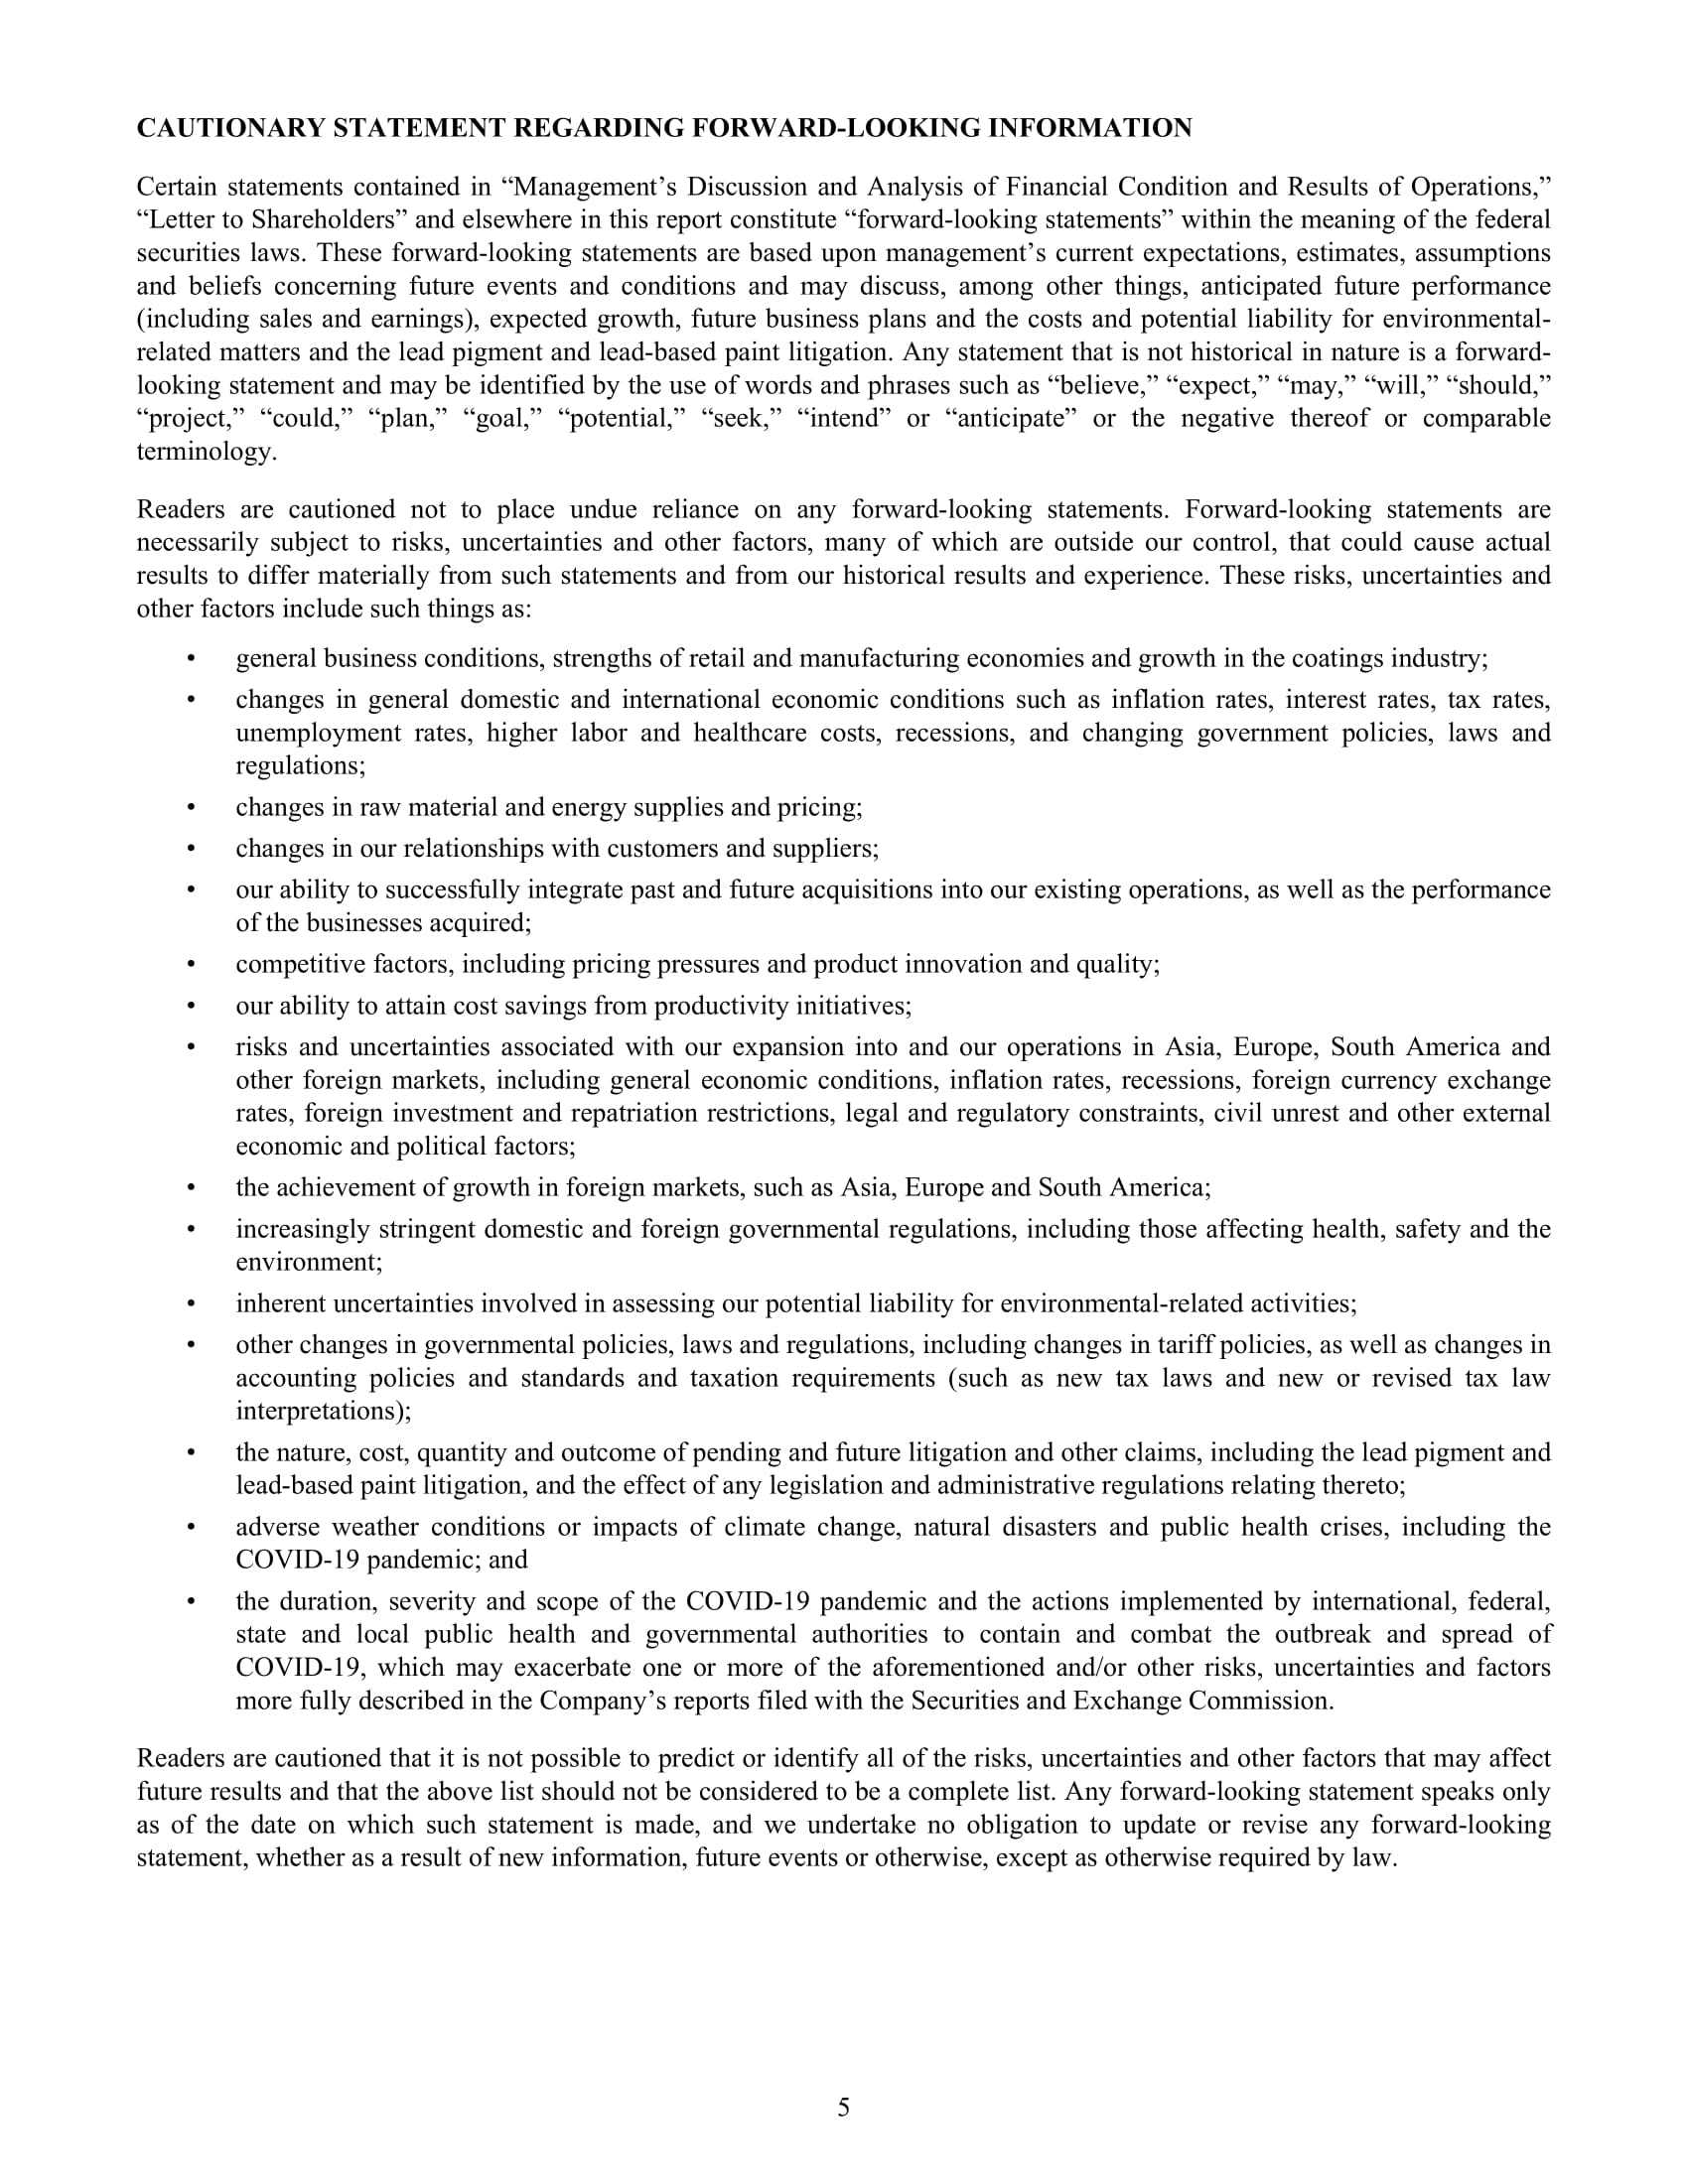 CAUTIONARY STATEMENT REGARDING FORWARD-LOOKING INFORMATION
Certain statements contained in “Management’s Discussion and Analysis of Financial Condition and Results of Operations,”
“Letter to Shareholders” and elsewhere in this report constitute “forward-looking statements” within the meaning of the federal
securities laws. These forward-looking statements are based upon management’s current expectations, estimates, assumptions
and beliefs concerning future events and conditions and may discuss, among other things, anticipated future performance
(including sales and earnings), expected growth, future business plans and the costs and potential liability for environmental-
related matters and the lead pigment and lead-based paint litigation. Any statement that is not historical in nature is a forward-
looking statement and may be identified by the use of words and phrases such as “believe,” “expect,” “may,” “will,” “should,”
“project,” “could,” “plan,” “goal,” “potential,” “seek,” “intend” or “anticipate” or the negative thereof or comparable
terminology.
Readers are cautioned not to place undue reliance on any forward-looking statements. Forward-looking statements are
necessarily subject to risks, uncertainties and other factors, many of which are outside our control, that could cause actual
results to differ materially from such statements and from our historical results and experience. These risks, uncertainties and
other factors include such things as:
• general business conditions, strengths of retail and manufacturing economies and growth in the coatings industry;
• changes in general domestic and international economic conditions such as inflation rates, interest rates, tax rates,
unemployment rates, higher labor and healthcare costs, recessions, and changing government policies, laws and
regulations;
• changes in raw material and energy supplies and pricing;
• changes in our relationships with customers and suppliers;
• our ability to successfully integrate past and future acquisitions into our existing operations, as well as the performance
of the businesses acquired;
• competitive factors, including pricing pressures and product innovation and quality;
• our ability to attain cost savings from productivity initiatives;
• risks and uncertainties associated with our expansion into and our operations in Asia, Europe, South America and
other foreign markets, including general economic conditions, inflation rates, recessions, foreign currency exchange
rates, foreign investment and repatriation restrictions, legal and regulatory constraints, civil unrest and other external
economic and political factors;
• the achievement of growth in foreign markets, such as Asia, Europe and South America;
• increasingly stringent domestic and foreign governmental regulations, including those affecting health, safety and the
environment;
• inherent uncertainties involved in assessing our potential liability for environmental-related activities;
• other changes in governmental policies, laws and regulations, including changes in tariff policies, as well as changes in
accounting policies and standards and taxation requirements (such as new tax laws and new or revised tax law
interpretations);
• the nature, cost, quantity and outcome of pending and future litigation and other claims, including the lead pigment and
lead-based paint litigation, and the effect of any legislation and administrative regulations relating thereto;
• adverse weather conditions or impacts of climate change, natural disasters and public health crises, including the
COVID-19 pandemic; and
• the duration, severity and scope of the COVID-19 pandemic and the actions implemented by international, federal,
state and local public health and governmental authorities to contain and combat the outbreak and spread of
COVID-19, which may exacerbate one or more of the aforementioned and/or other risks, uncertainties and factors
more fully described in the Company’s reports filed with the Securities and Exchange Commission.
Readers are cautioned that it is not possible to predict or identify all of the risks, uncertainties and other factors that may affect
future results and that the above list should not be considered to be a complete list. Any forward-looking statement speaks only
as of the date on which such statement is made, and we undertake no obligation to update or revise any forward-looking
statement, whether as a result of new information, future events or otherwise, except as otherwise required by law.
5